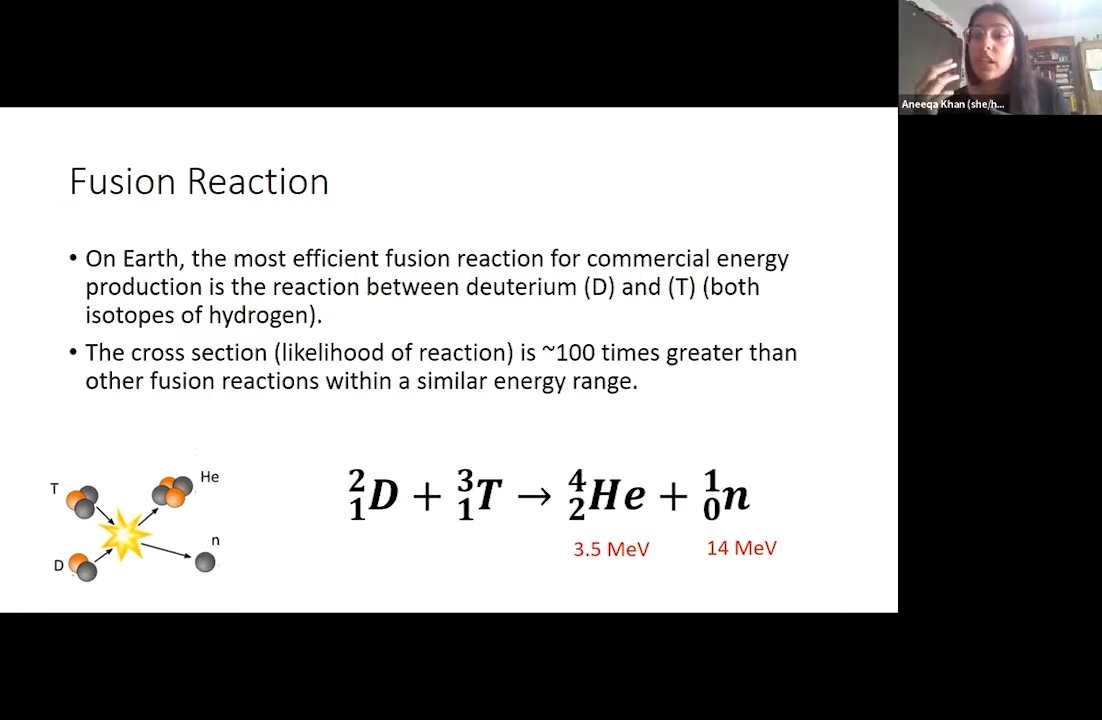 Aneeqa Khan (she/h...
Fusion Reaction
• On Earth, the most efficient fusion reaction for commercial energy
production is the reaction between deuterium (D) and (T) (both
isotopes of hydrogen).
• The cross section (likelihood of reaction) is ~100 times greater than
other fusion reactions within a similar energy range.
T
He
n
D
²₁D + ³₁T → ⁴₂He + ¹₀n
3.5 MeV 14 MeV